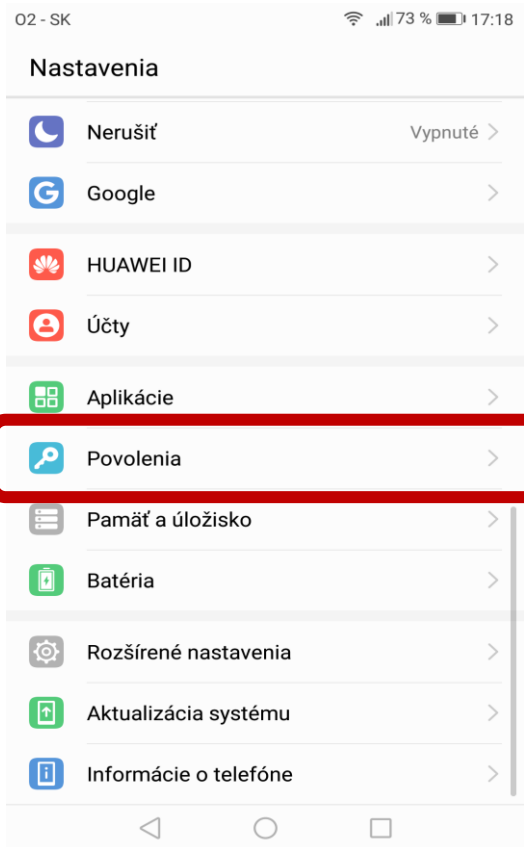 O2 - SK 73 % 17:18
Nastavenia
Nerušiť Vypnuté
Google
HUAWEI ID
Účty
Aplikácie
Povolenia
Pamäť a úložisko
Batéria
Rozšírené nastavenia
Aktualizácia systému
Informácie o telefóne